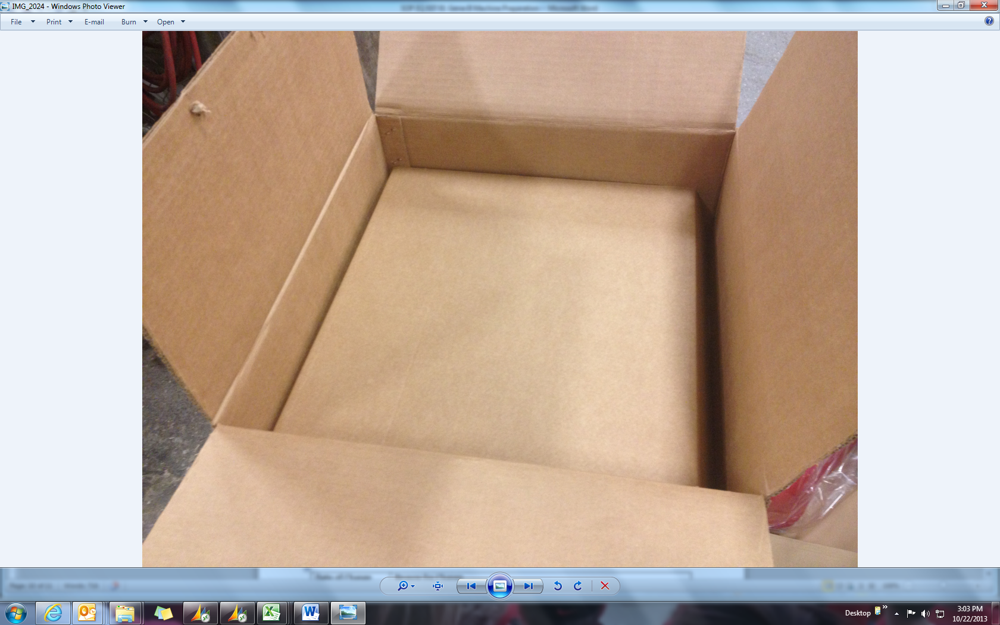 IMG_2024 - Windows Photo Viewer
File Print E-mail Burn Open
Desktop
3:03 PM
10/22/2013